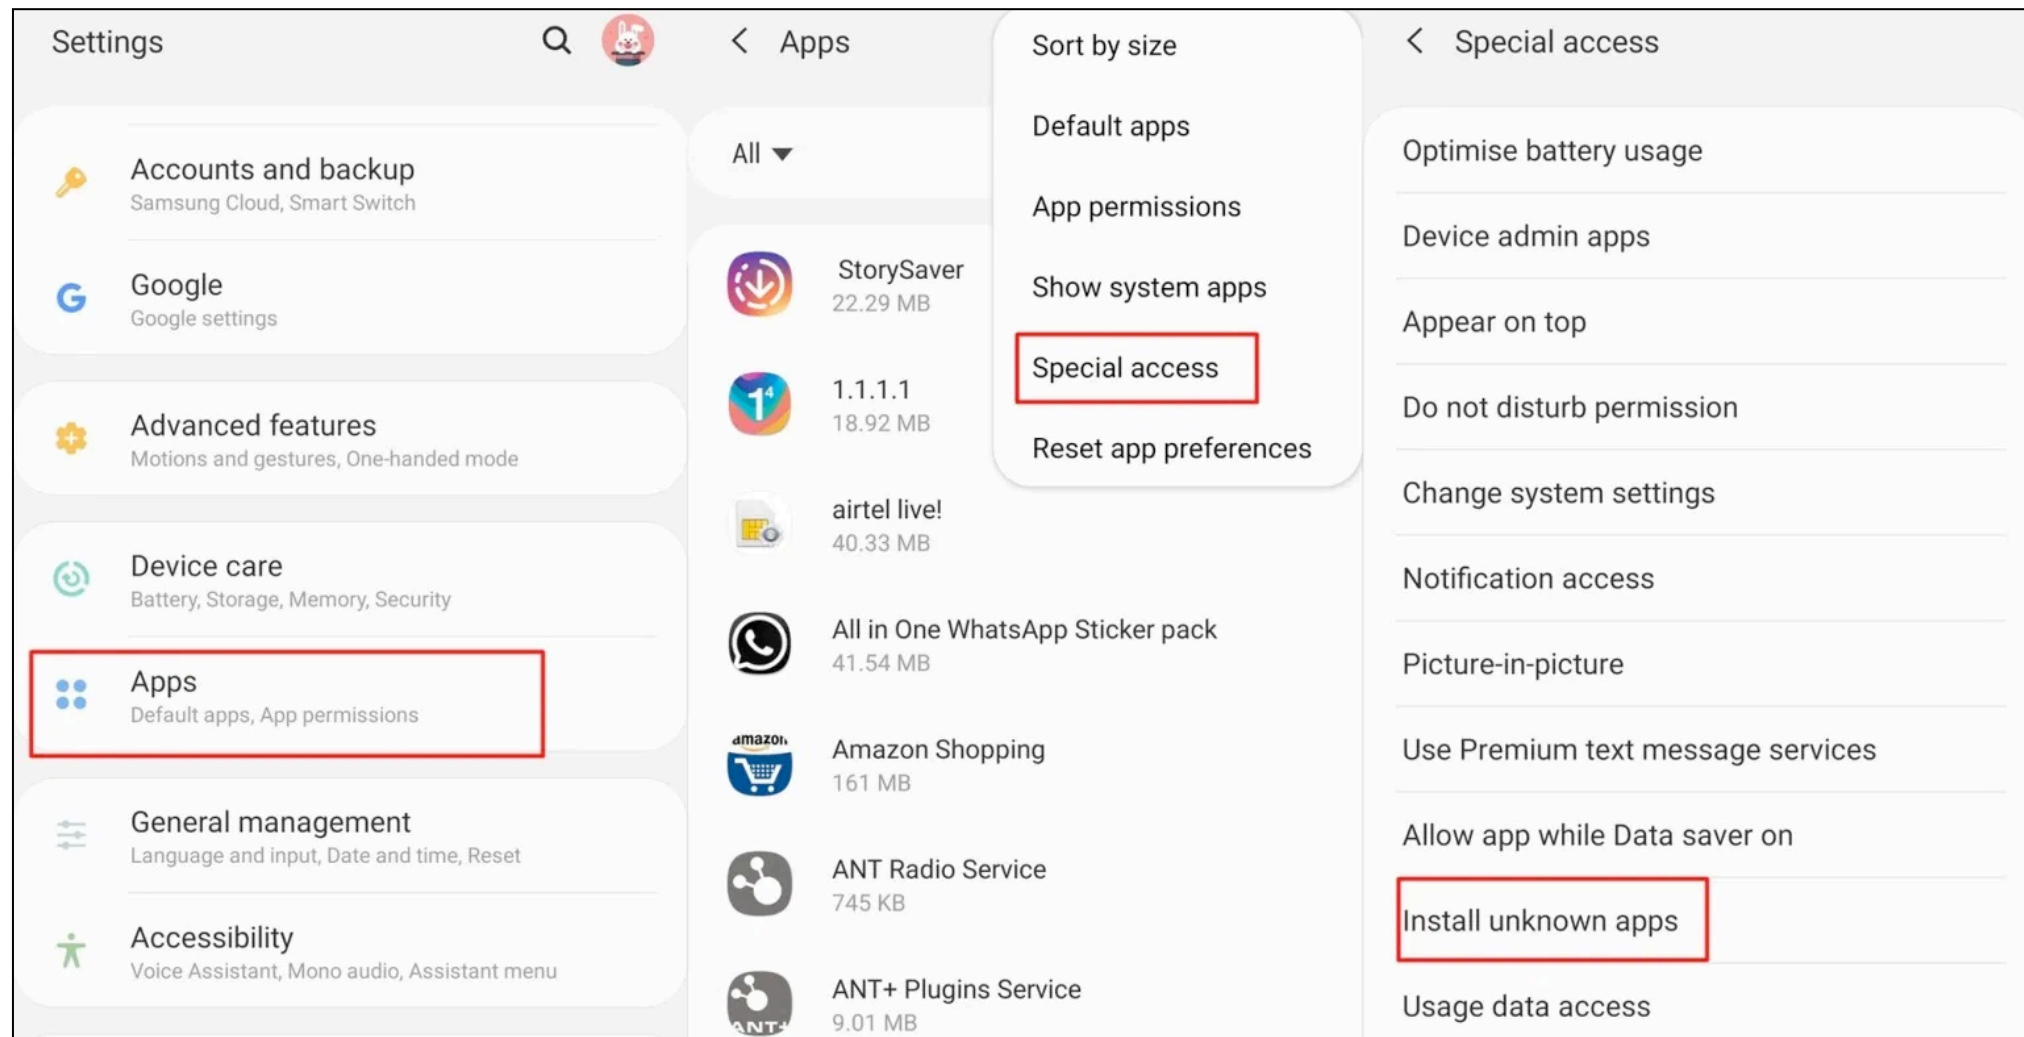 Settings
Accounts and backup
Samsung Cloud, Smart Switch
Google
Google settings
Advanced features
Motions and gestures, One-handed mode
Device care
Battery, Storage, Memory, Security
Apps
Default apps, App permissions
General management
Language and input, Date and time, Reset
Accessibility
Voice Assistant, Mono audio, Assistant menu
Apps
All
StorySaver
22.29 MB
1⁴
1.1.1.1
18.92 MB
airtel live!
40.33 MB
All in One WhatsApp Sticker pack
41.54 MB
amazon
Amazon Shopping
161 MB
ANT Radio Service
745 KB
ANT+
ANT+ Plugins Service
9.01 MB
Sort by size
Default apps
App permissions
Show system apps
Special access
Reset app preferences
Special access
Optimise battery usage
Device admin apps
Appear on top
Do not disturb permission
Change system settings
Notification access
Picture-in-picture
Use Premium text message services
Allow app while Data saver on
Install unknown apps
Usage data access